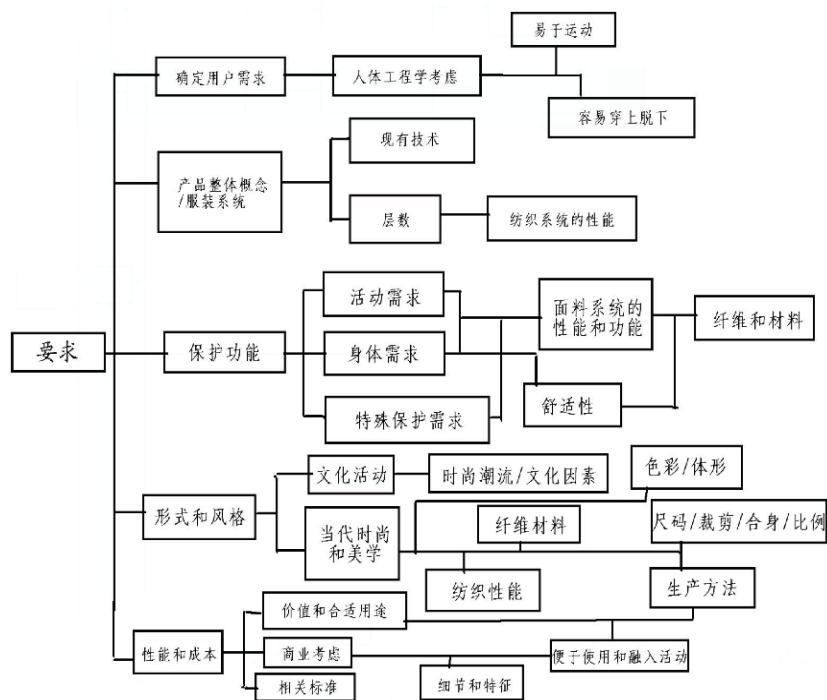 易于运动
确定用户需求
人体工程学考虑
容易穿上脱下
现有技术
产品整体概念
/服装系统
层数
纺织系统的性能
活动需求
面料系统的
性能和功能
纤维和材料
要求
保护功能
身体需求
舒适性
特殊保护需求
文化活动
时尚潮流/文化因素
色彩/体形
形式和风格
当代时尚
和美学
纤维材料
尺码/裁剪/合身/比例
纺织性能
生产方法
价值和合适用途
性能和成本
商业考虑
便于使用和融入活动
相关标准
细节和特征